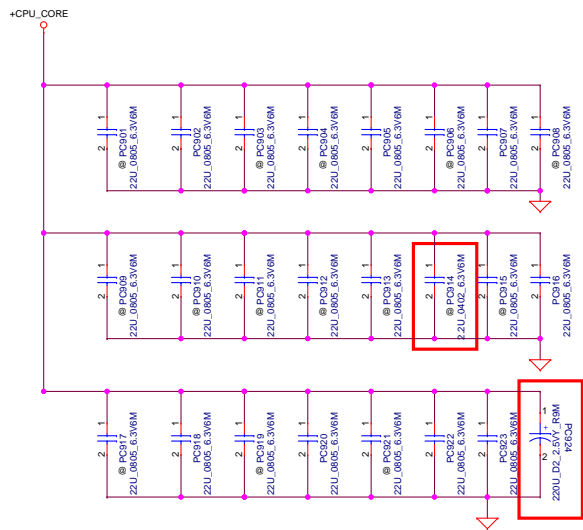 +CPU_CORE
1
2
@ PC901
22U_0805_6.3V6M
1
2
PC902
22U_0805_6.3V6M
1
2
@ PC903
22U_0805_6.3V6M
1
2
@ PC904
22U_0805_6.3V6M
1
2
PC905
22U_0805_6.3V6M
1
2
@ PC906
22U_0805_6.3V6M
1
2
PC907
22U_0805_6.3V6M
1
2
@ PC908
22U_0805_6.3V6M
1
2
@ PC909
22U_0805_6.3V6M
1
2
@ PC910
22U_0805_6.3V6M
1
2
@ PC911
22U_0805_6.3V6M
1
2
@ PC912
22U_0805_6.3V6M
1
2
@ PC913
22U_0805_6.3V6M
1
2
@ PC914
2.2U_0402_6.3V6M
1
2
@ PC915
22U_0805_6.3V6M
1
2
PC916
22U_0805_6.3V6M
1
2
@ PC917
22U_0805_6.3V6M
1
2
PC918
22U_0805_6.3V6M
1
2
@ PC919
22U_0805_6.3V6M
1
2
PC920
22U_0805_6.3V6M
1
2
@ PC921
22U_0805_6.3V6M
1
2
PC922
22U_0805_6.3V6M
1
2
PC923
22U_0805_6.3V6M
1
+
2
PC924
220U_D2_2.5VY_R9M